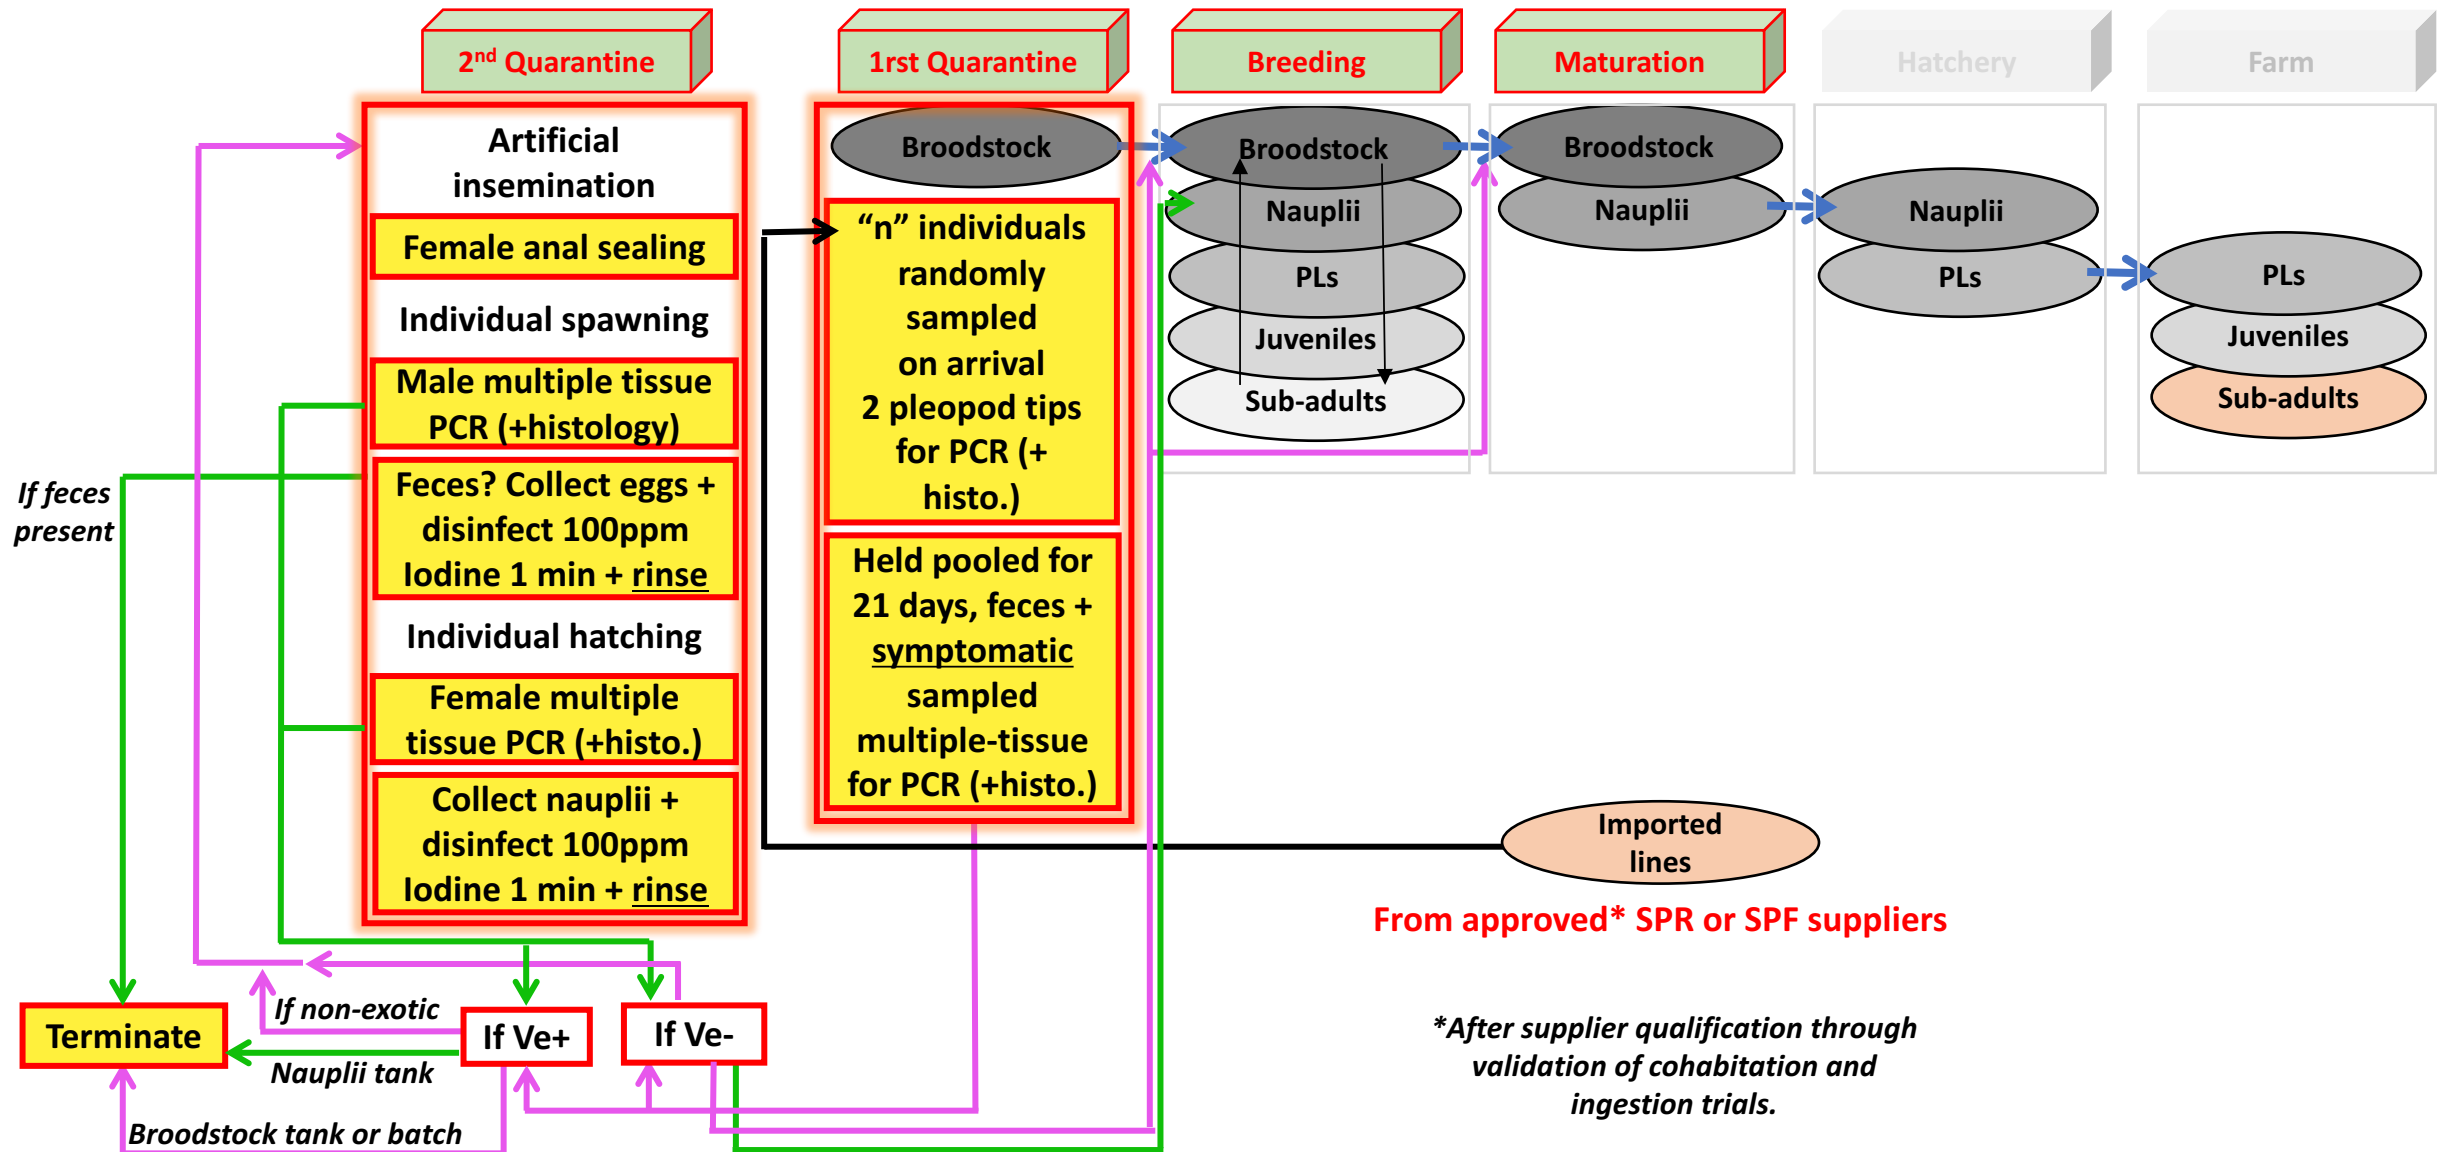 2nd Quarantine
1rst Quarantine
Breeding
Maturation
Hatchery
Farm
Artificial
insemination
Female anal sealing
Individual spawning
Male multiple tissue
PCR (+histology)
Feces? Collect eggs +
disinfect 100ppm
Iodine 1 min + rinse
Individual hatching
Female multiple
tissue PCR (+histo.)
Collect nauplii +
disinfect 100ppm
Iodine 1 min + rinse
Broodstock
"n" individuals
randomly
sampled
on arrival
2 pleopod tips
for PCR (+
histo.)
Held pooled for
21 days, feces +
symptomatic
sampled
multiple-tissue
for PCR (+histo.)
Broodstock
Nauplii
PLs
Juveniles
Sub-adults
Broodstock
Nauplii
Nauplii
PLs
PLs
Juveniles
Sub-adults
If feces
present
Imported
lines
From approved* SPR or SPF suppliers
*After supplier qualification through
validation of cohabitation and
ingestion trials.
Terminate
If non-exotic
If Ve+
If Ve-
Nauplii tank
Broodstock tank or batch